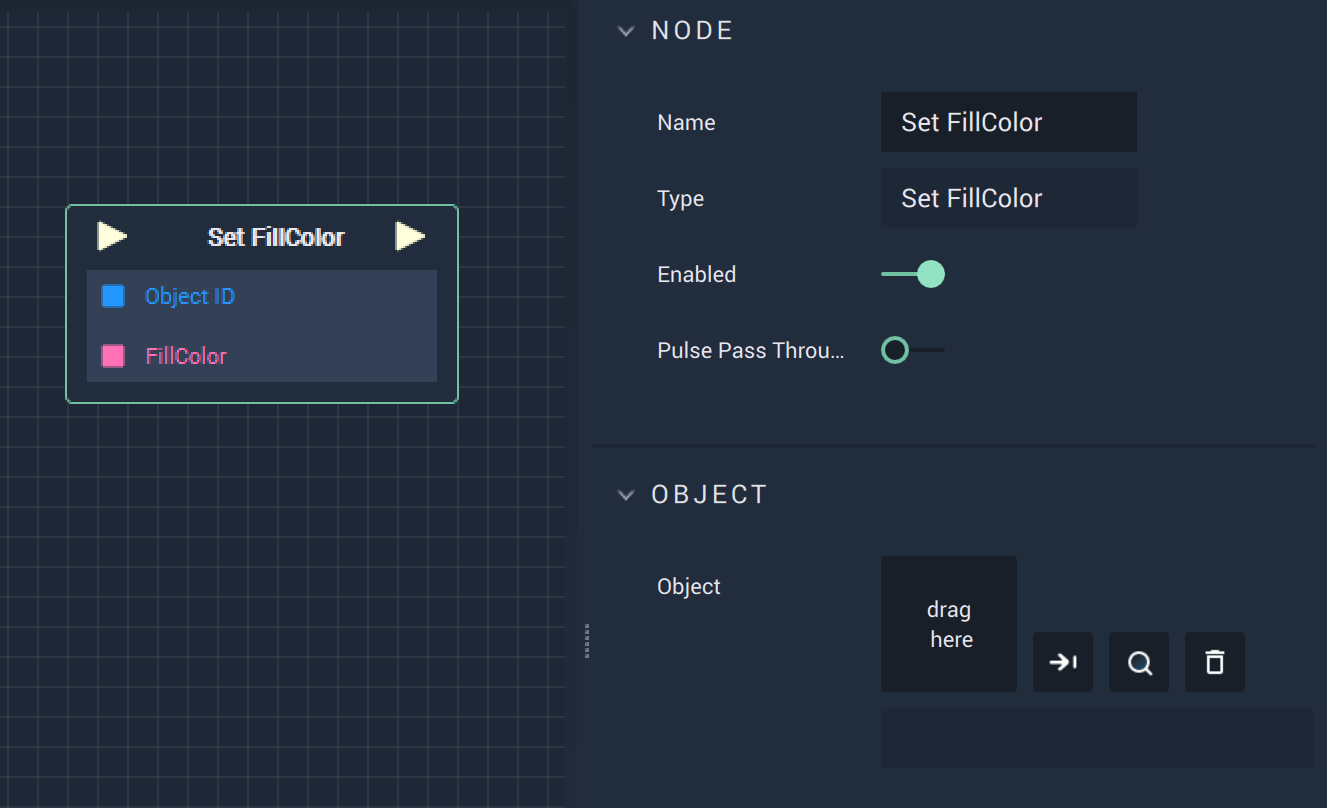 Set FillColor
Object ID
FillColor
NODE
Name
Set FillColor
Type
Set FillColor
Enabled
Pulse Pass Throu...
OBJECT
Object
drag
here